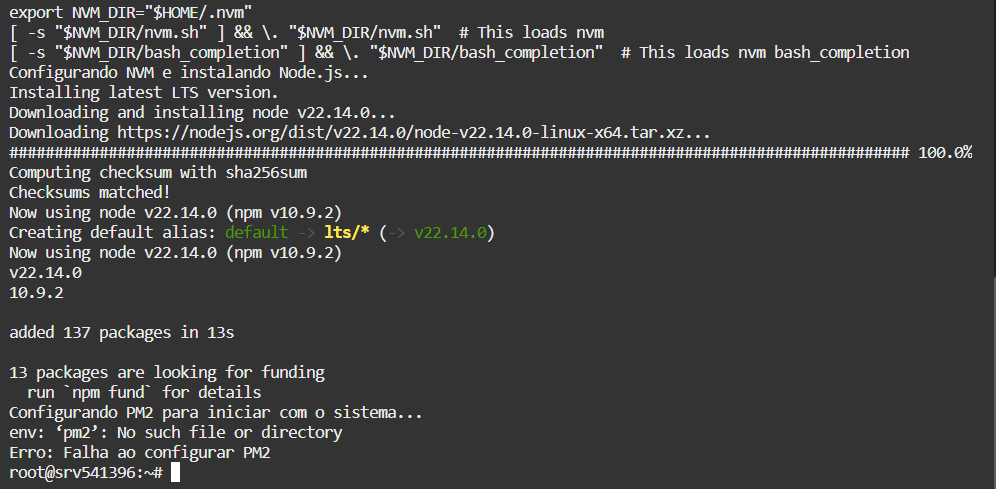 export NVM_DIR="$HOME/.nvm"
[ -s "$NVM_DIR/nvm.sh" ] && \. "$NVM_DIR/nvm.sh"  # This loads nvm
[ -s "$NVM_DIR/bash_completion" ] && \. "$NVM_DIR/bash_completion"  # This loads nvm bash_completion
Configurando NVM e instalando Node.js...
Installing latest LTS version.
Downloading and installing node v22.14.0...
Downloading https://nodejs.org/dist/v22.14.0/node-v22.14.0-linux-x64.tar.xz...
#################################################################################################### 100.0%
Computing checksum with sha256sum
Checksums matched!
Now using node v22.14.0 (npm v10.9.2)
Creating default alias: default -> lts/* (-> v22.14.0)
Now using node v22.14.0 (npm v10.9.2)
v22.14.0
10.9.2
added 137 packages in 13s
13 packages are looking for funding
  run `npm fund` for details
Configurando PM2 para iniciar com o sistema...
env: ‘pm2’: No such file or directory
Erro: Falha ao configurar PM2
root@srv541396:~#